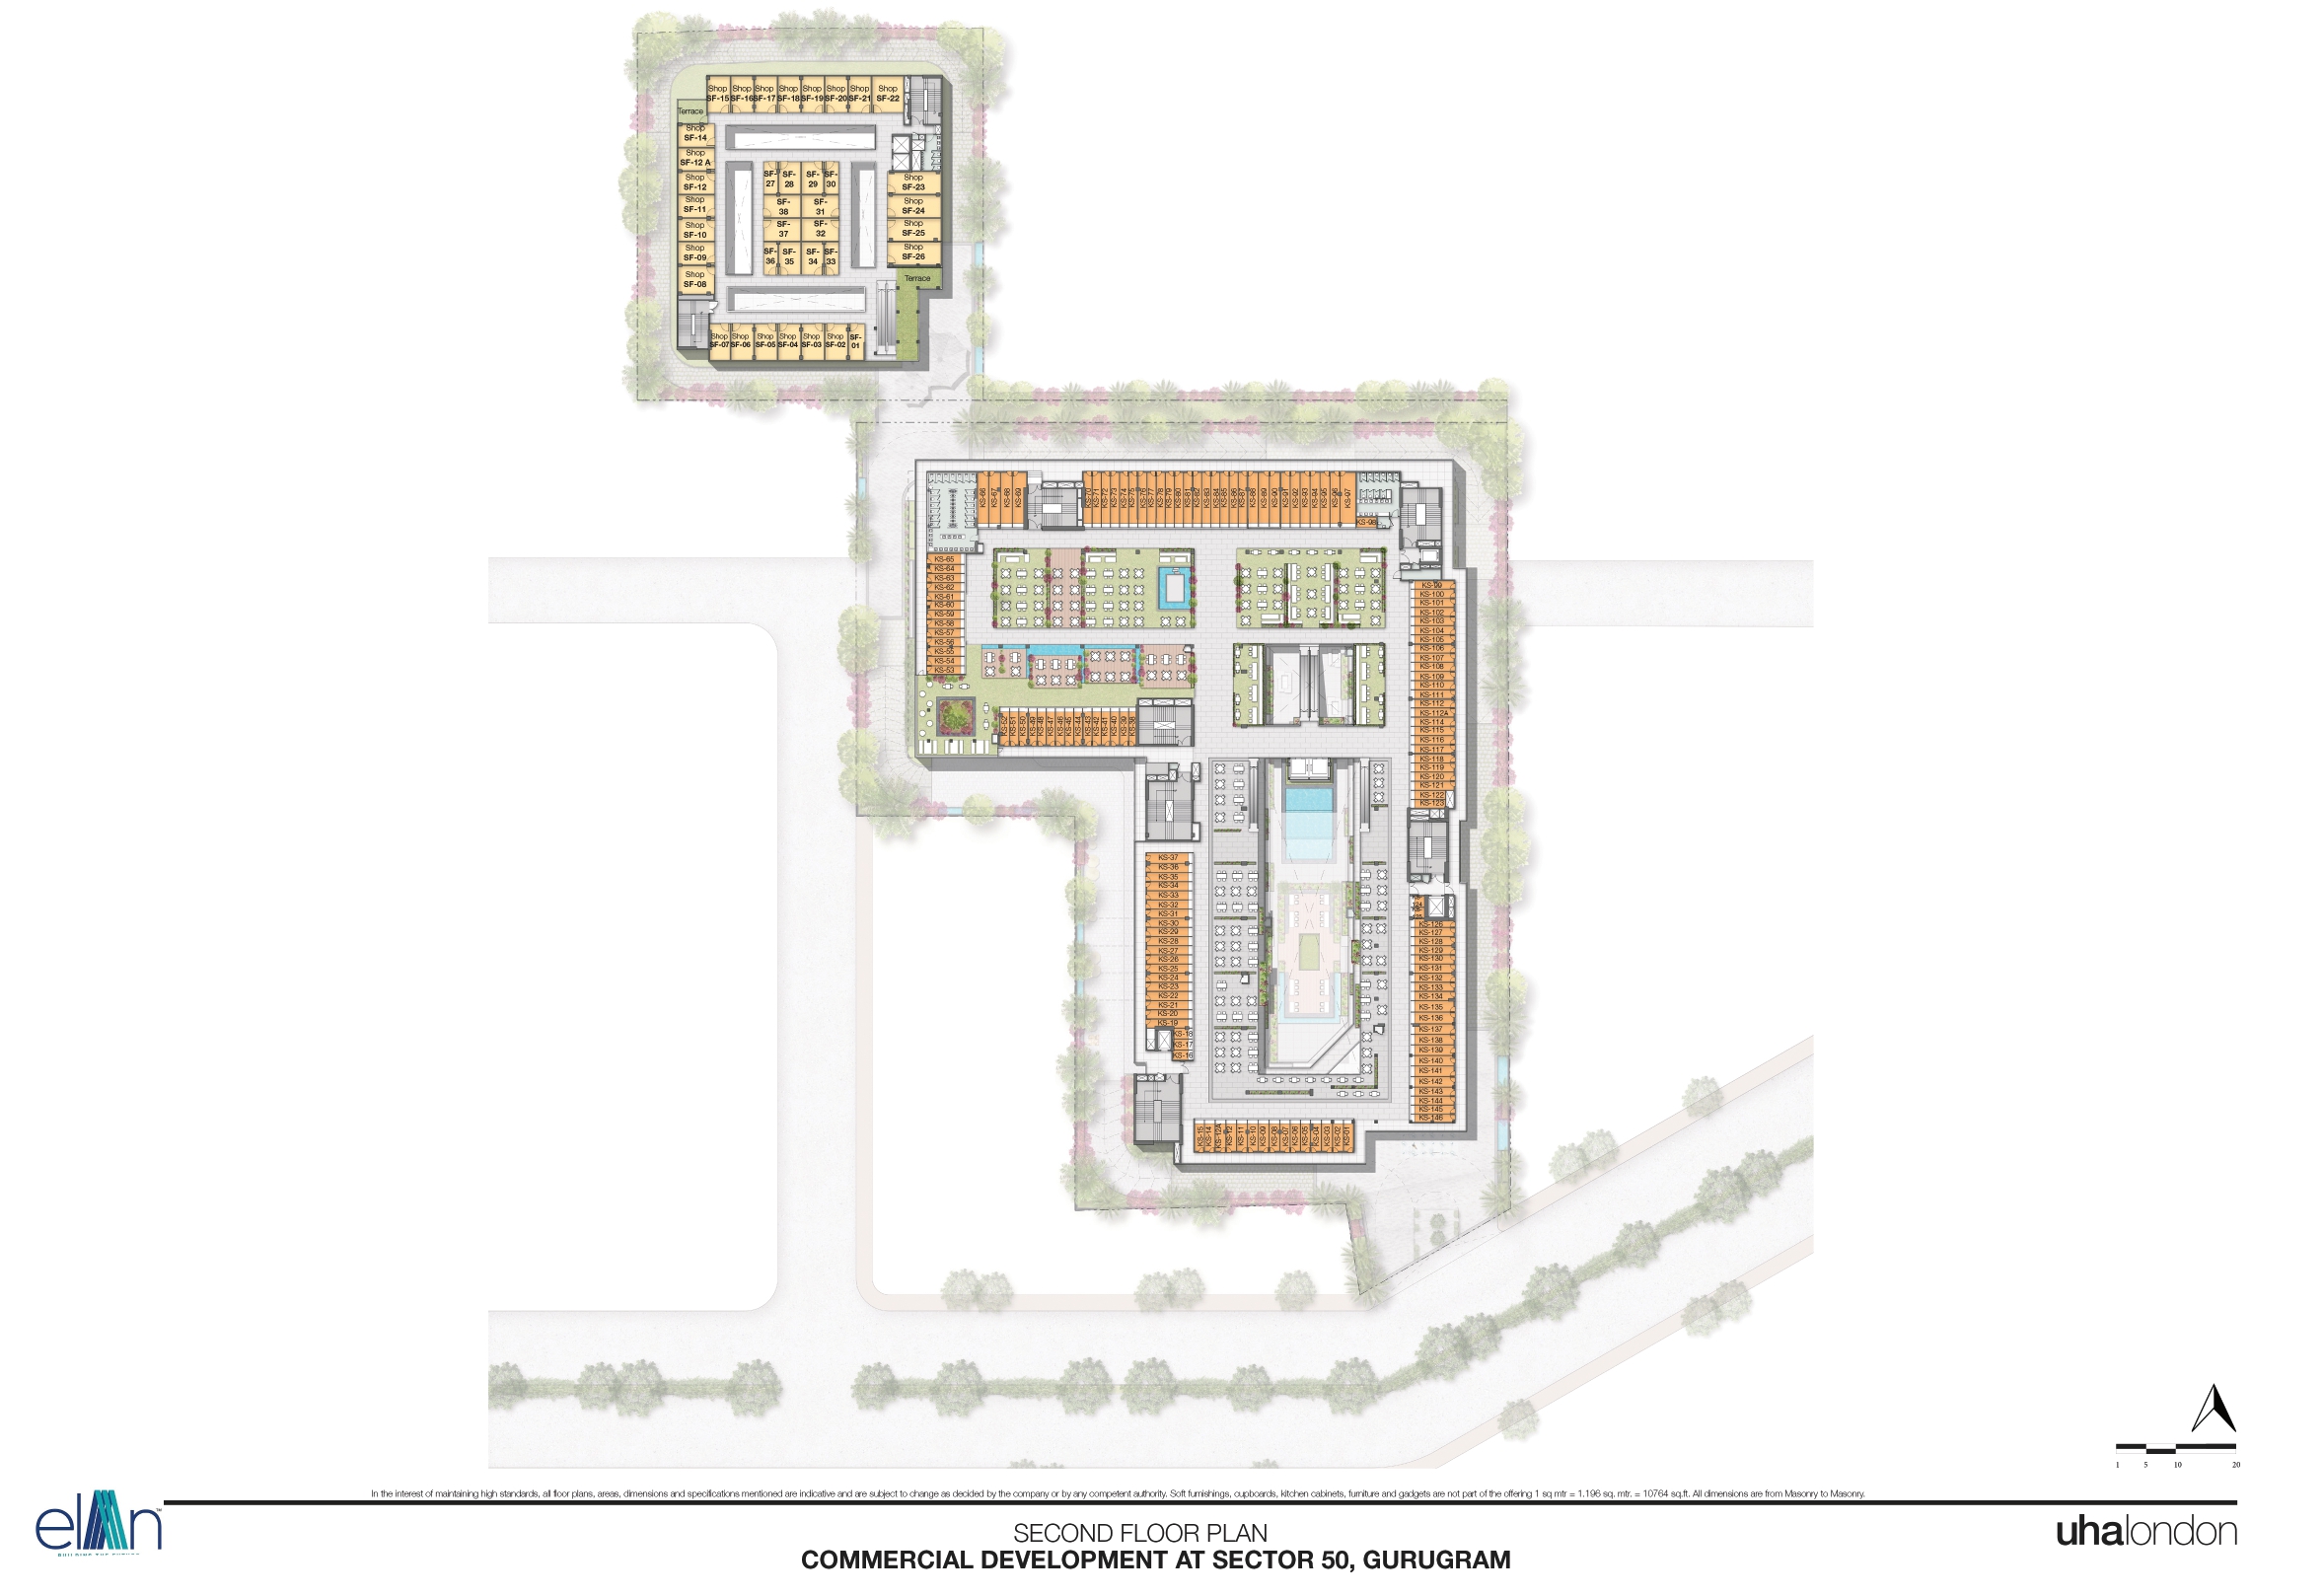 Shop SF-15
Shop SF-16
Shop SF-17
Shop SF-18
Shop SF-19
Shop SF-20
Shop SF-21
Shop SF-22
Terrace
Shop SF-14
Shop SF-12 A
Shop SF-12
Shop SF-11
Shop SF-10
Shop SF-09
Shop SF-08
SF-27
SF-28
SF-29
SF-30
SF-38
SF-31
SF-37
SF-32
SF-36
SF-35
SF-34
SF-33
Shop SF-23
Shop SF-24
Shop SF-25
Shop SF-26
Terrace
Shop SF-07
Shop SF-06
Shop SF-05
Shop SF-04
Shop SF-03
Shop SF-02
SF-01
KS-66
KS-67
KS-68
KS-69
KS-70
KS-71
KS-72
KS-73
KS-74
KS-75
KS-76
KS-77
KS-78
KS-79
KS-80
KS-81
KS-82
KS-83
KS-84
KS-85
KS-86
KS-87
KS-88
KS-89
KS-90
KS-91
KS-92
KS-93
KS-94
KS-95
KS-96
KS-97
KS-98
KS-65
KS-64
KS-63
KS-62
KS-61
KS-60
KS-59
KS-58
KS-57
KS-56
KS-55
KS-54
KS-53
KS-52
KS-51
KS-50
KS-49
KS-48
KS-47
KS-46
KS-45
KS-44
KS-43
KS-42
KS-41
KS-40
KS-39
KS-38
KS-99
KS-100
KS-101
KS-102
KS-103
KS-104
KS-105
KS-106
KS-107
KS-108
KS-109
KS-110
KS-111
KS-112
KS-112A
KS-114
KS-115
KS-116
KS-117
KS-118
KS-119
KS-120
KS-121
KS-122
KS-123
KS-37
KS-36
KS-35
KS-34
KS-33
KS-32
KS-31
KS-30
KS-29
KS-28
KS-27
KS-26
KS-25
KS-24
KS-23
KS-22
KS-21
KS-20
KS-19
KS-18
KS-17
KS-16
KS-126
KS-127
KS-128
KS-129
KS-130
KS-131
KS-132
KS-133
KS-134
KS-135
KS-136
KS-137
KS-138
KS-139
KS-140
KS-141
KS-142
KS-143
KS-144
KS-145
KS-146
KS-15
KS-14
KS-12A
KS-12
KS-11
KS-10
KS-09
KS-08
KS-07
KS-06
KS-05
KS-04
KS-03
KS-02
KS-01
1 5 10 20
In the interest of maintaining high standards, all floor plans, areas, dimensions and specifications mentioned are indicative and are subject to change as decided by the company or by any competent authority. Soft furnishings, cupboards, kitchen cabinets, furniture and gadgets are not part of the offering 1 sq mtr = 1.196 sq. mtr. = 10764 sq.ft. All dimensions are from Masonry to Masonry.
elan™
SECOND FLOOR PLAN
COMMERCIAL DEVELOPMENT AT SECTOR 50, GURUGRAM
uhalondon